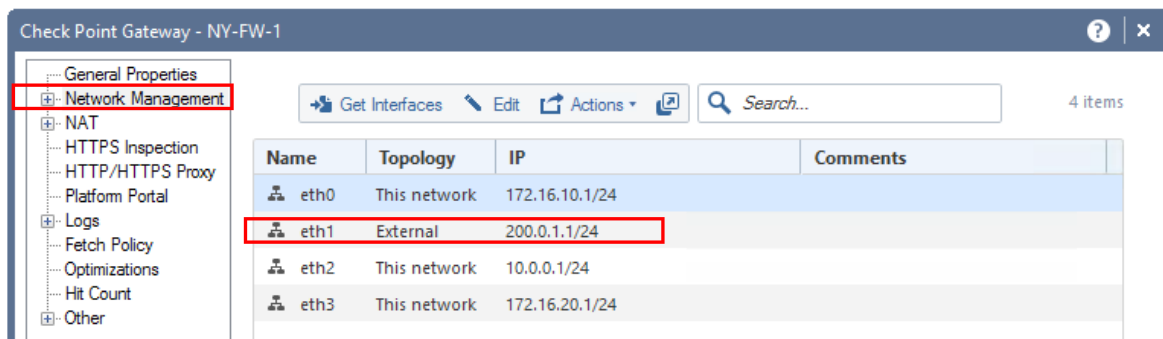 Check Point Gateway - NY-FW-1
General Properties
Network Management
NAT
HTTPS Inspection
HTTP/HTTPS Proxy
Platform Portal
Logs
Fetch Policy
Optimizations
Hit Count
Other
Get Interfaces Edit Actions Search... 4 items
Name Topology IP Comments
eth0 This network 172.16.10.1/24
eth1 External 200.0.1.1/24
eth2 This network 10.0.0.1/24
eth3 This network 172.16.20.1/24